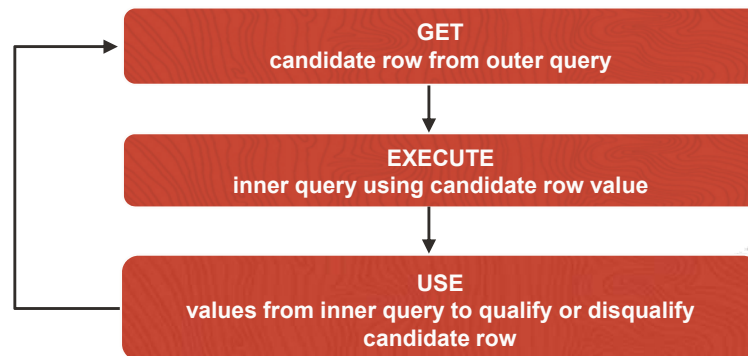 GET
candidate row from outer query
EXECUTE
inner query using candidate row value
USE
values from inner query to qualify or disqualify
candidate row